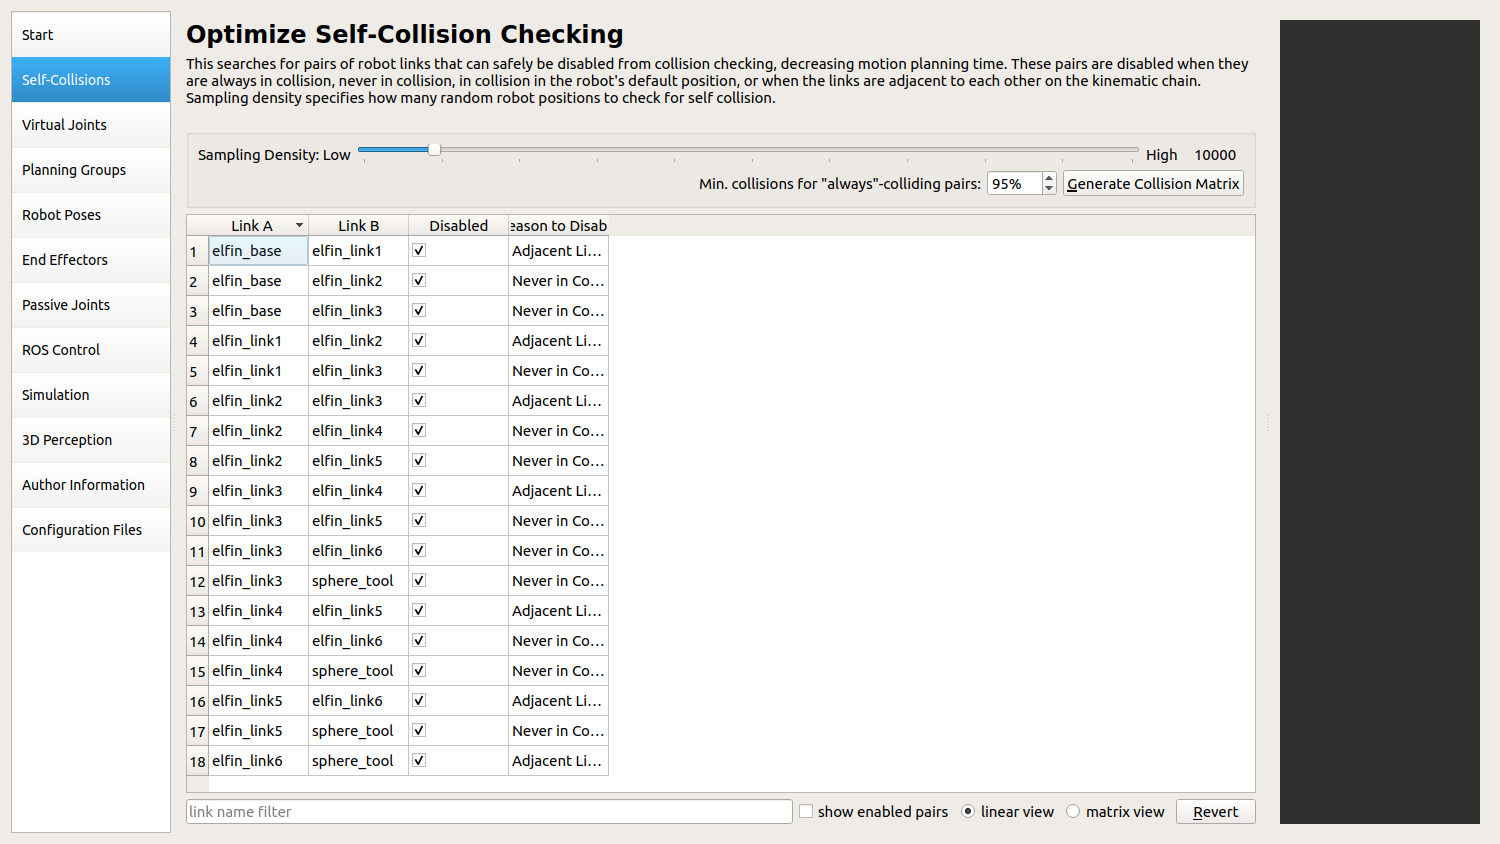 Start
Self-Collisions
Virtual Joints
Planning Groups
Robot Poses
End Effectors
Passive Joints
ROS Control
Simulation
3D Perception
Author Information
Configuration Files
Optimize Self-Collision Checking
This searches for pairs of robot links that can safely be disabled from collision checking, decreasing motion planning time. These pairs are disabled when they
are always in collision, never in collision, in collision in the robot's default position, or when the links are adjacent to each other on the kinematic chain.
Sampling density specifies how many random robot positions to check for self collision.
Sampling Density: Low High 10000
Min. collisions for "always"-colliding pairs: 95% Generate Collision Matrix
Link A Link B Disabled eason to Disab
1 elfin_base elfin_link1 Adjacent Li...
2 elfin_base elfin_link2 Never in Co...
3 elfin_base elfin_link3 Never in Co...
4 elfin_link1 elfin_link2 Adjacent Li...
5 elfin_link1 elfin_link3 Never in Co...
6 elfin_link2 elfin_link3 Adjacent Li...
7 elfin_link2 elfin_link4 Never in Co...
8 elfin_link2 elfin_link5 Never in Co...
9 elfin_link3 elfin_link4 Adjacent Li...
10 elfin_link3 elfin_link5 Never in Co...
11 elfin_link3 elfin_link6 Never in Co...
12 elfin_link3 sphere_tool Never in Co...
13 elfin_link4 elfin_link5 Adjacent Li...
14 elfin_link4 elfin_link6 Never in Co...
15 elfin_link4 sphere_tool Never in Co...
16 elfin_link5 elfin_link6 Adjacent Li...
17 elfin_link5 sphere_tool Never in Co...
18 elfin_link6 sphere_tool Adjacent Li...
link name filter show enabled pairs linear view matrix view Revert